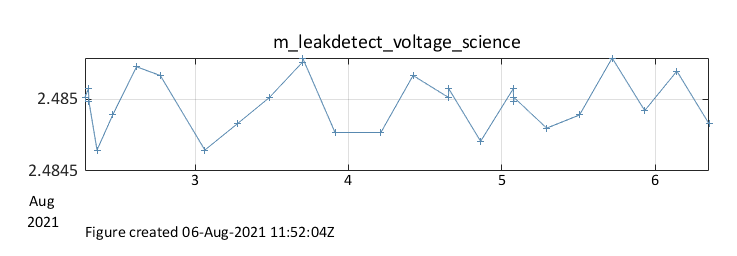 m_leakdetect_voltage_science
2.485
2.4845
3 4 5 6
Aug
2021
Figure created 06-Aug-2021 11:52:04Z